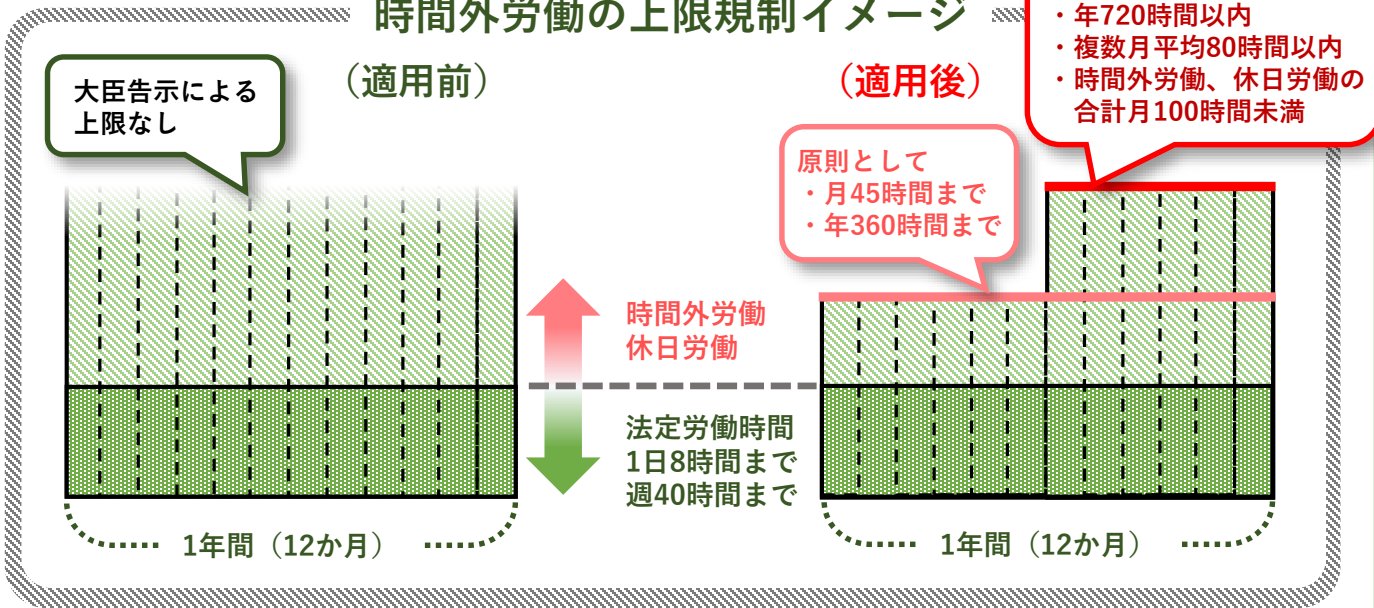 時間外労働の上限規制イメージ
(適用前)
大臣告示による
上限なし
(適用後)
・年720時間以内
・複数月平均80時間以内
・時間外労働、休日労働の
合計月100時間未満
原則として
・月45時間まで
・年360時間まで
時間外労働
休日労働
法定労働時間
1日8時間まで
週40時間まで
1年間(12か月)
1年間(12か月)